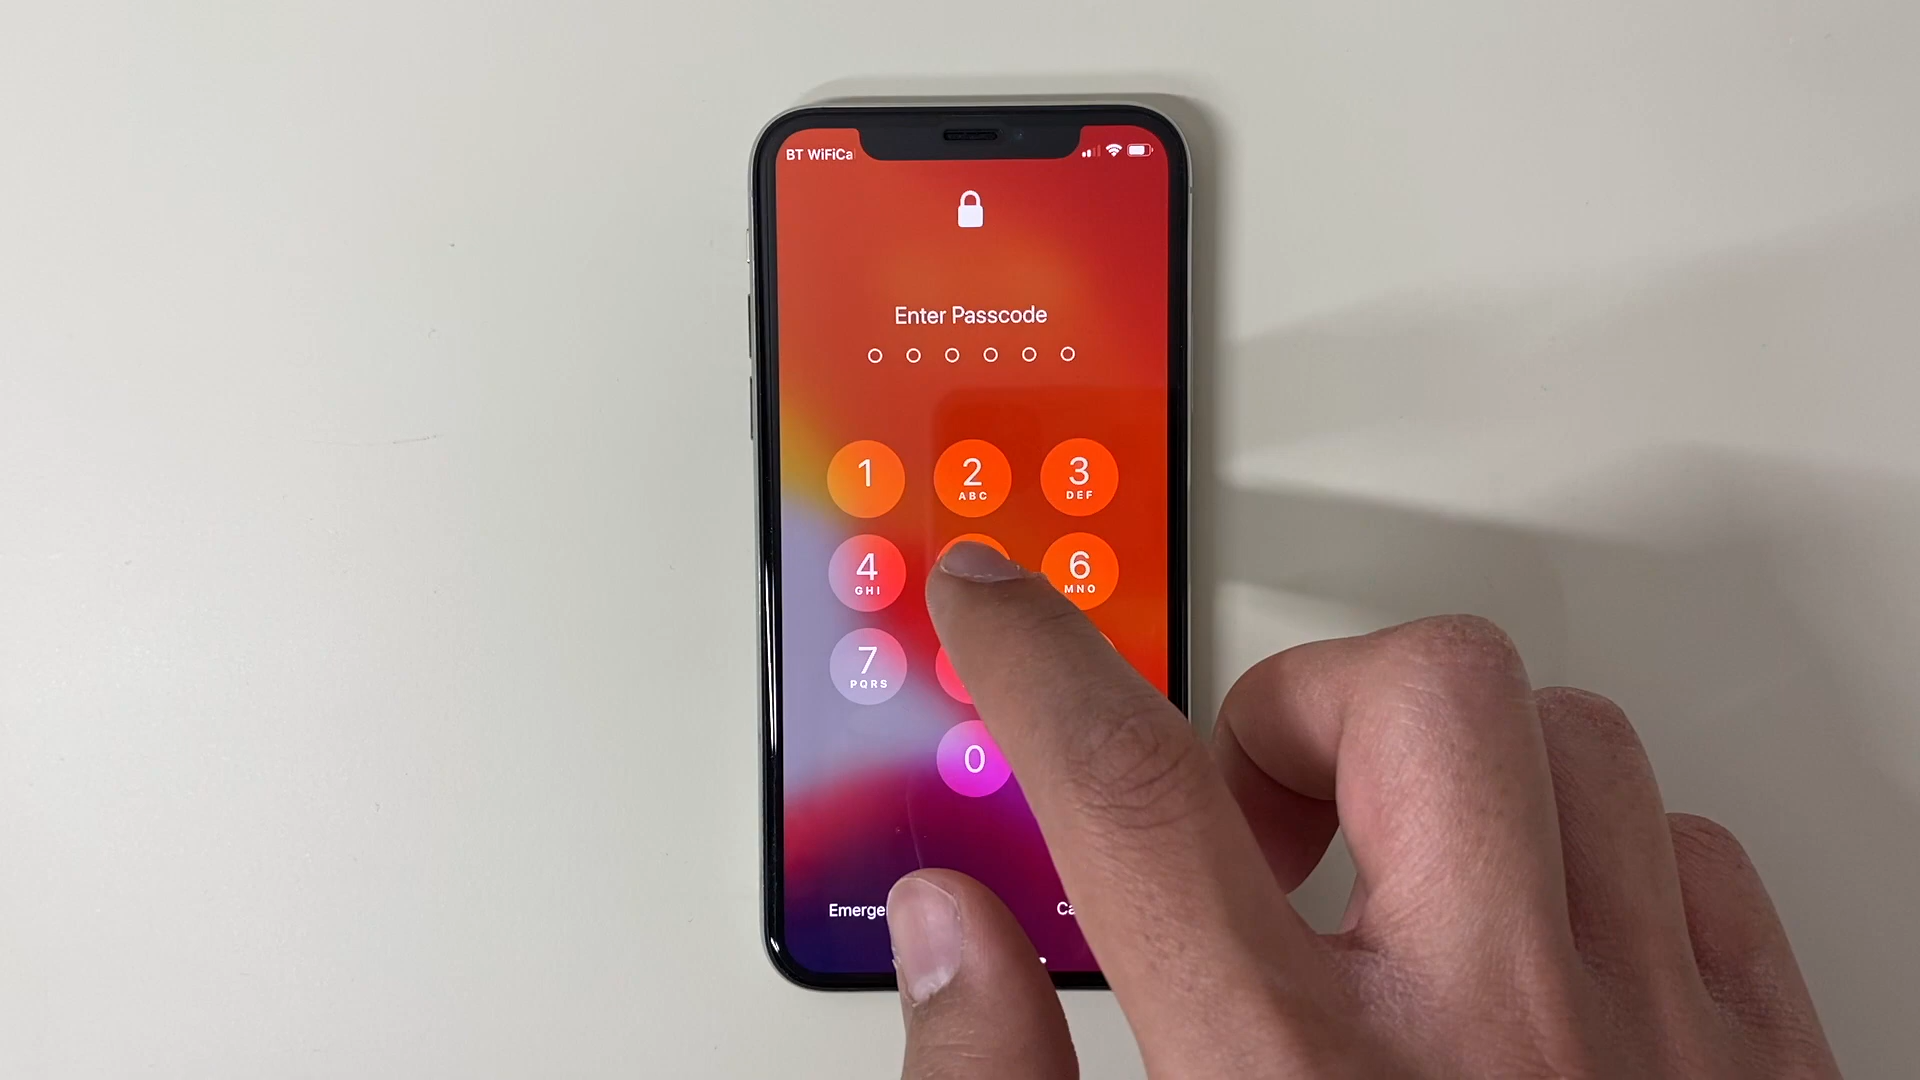 BT WiFiCa
Enter Passcode
1 2 3
ABC DEF
4 6
GHI MNO
7
PQRS
0
Emerge Ca